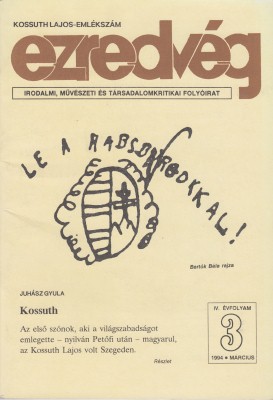 KOSSUTH LAJOS-EMLÉKSZÁM
ezredvég
IRODALMI, MŰVÉSZETI ÉS TÁRSADALOMKRITIKAI FOLYÓIRAT
LE A HABSBURGOKKAL!
Bartók Béla rajza
JUHÁSZ GYULA
Kossuth
Az első szónok, aki a világszabadságot
emlegette – nyilván Petőfi után – magyarul,
az Kossuth Lajos volt Szegeden.
Részlet
IV. ÉVFOLYAM
3
1994 • MÁRCIUS